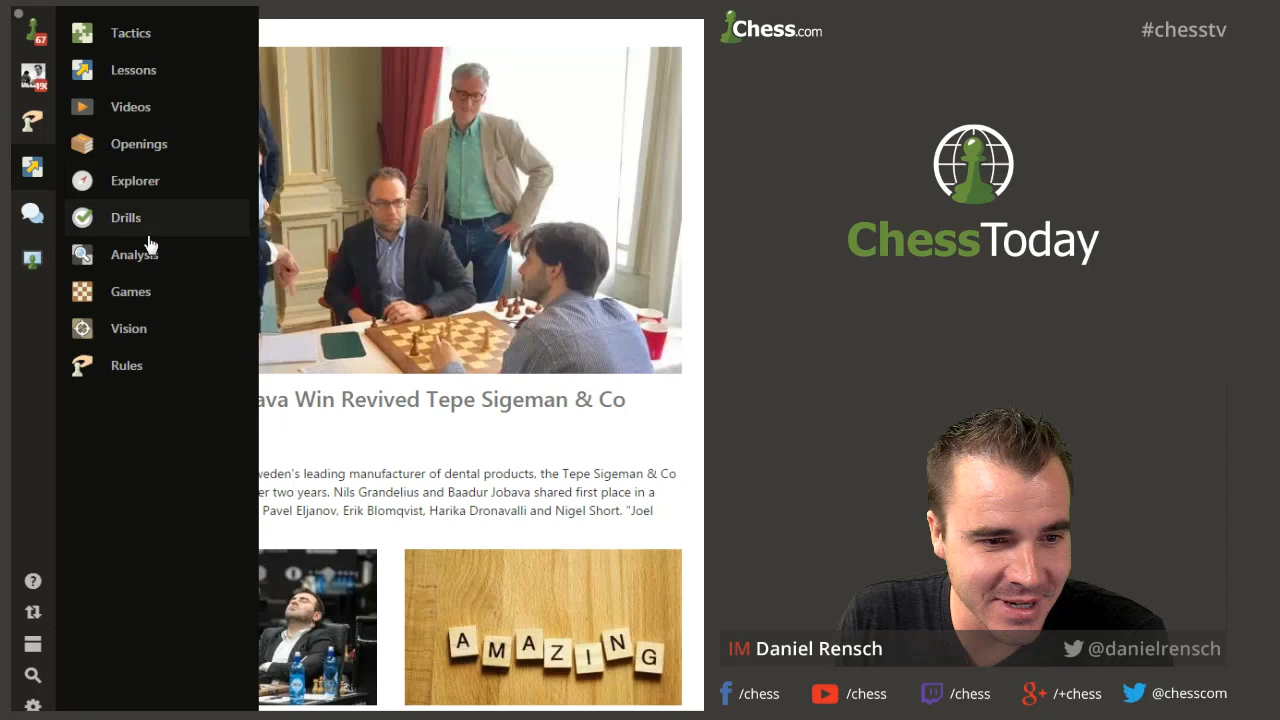 67
190
Tactics
Lessons
Videos
Openings
Explorer
Drills
Analysis
Games
Vision
Rules
ava Win Revived Tepe Sigeman & Co
weden's leading manufacturer of dental products, the Tepe Sigeman & Co
er two years. Nils Grandelius and Baadur Jobava shared first place in a
Pavel Eljanov, Erik Blomqvist, Harika Dronavalli and Nigel Short. "Joel
AMAZING
Chess.com
#chesstv
ChessToday
IM Daniel Rensch
@danielrensch
/chess
/chess
/chess
/+chess
@chesscom